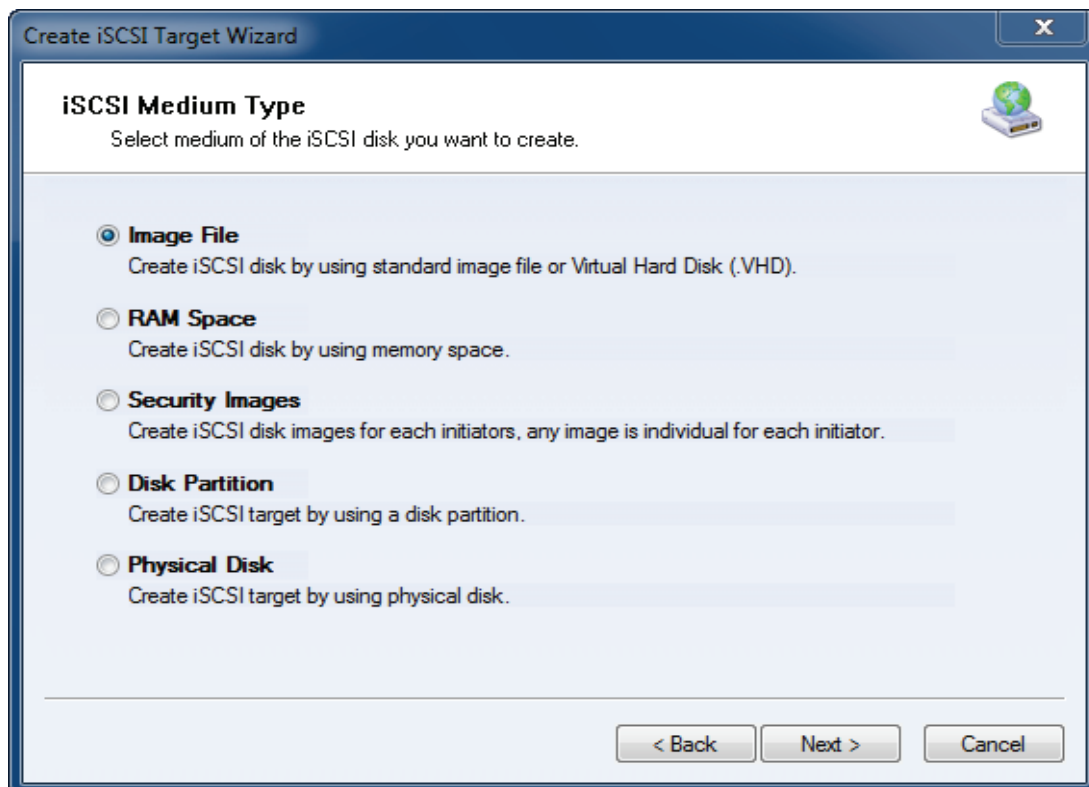 Create iSCSI Target Wizard
X
iSCSI Medium Type
Select medium of the iSCSI disk you want to create.
Image File
Create iSCSI disk by using standard image file or Virtual Hard Disk (.VHD).
RAM Space
Create iSCSI disk by using memory space.
Security Images
Create iSCSI disk images for each initiators, any image is individual for each initiator.
Disk Partition
Create iSCSI target by using a disk partition.
Physical Disk
Create iSCSI target by using physical disk.
< Back Next > Cancel